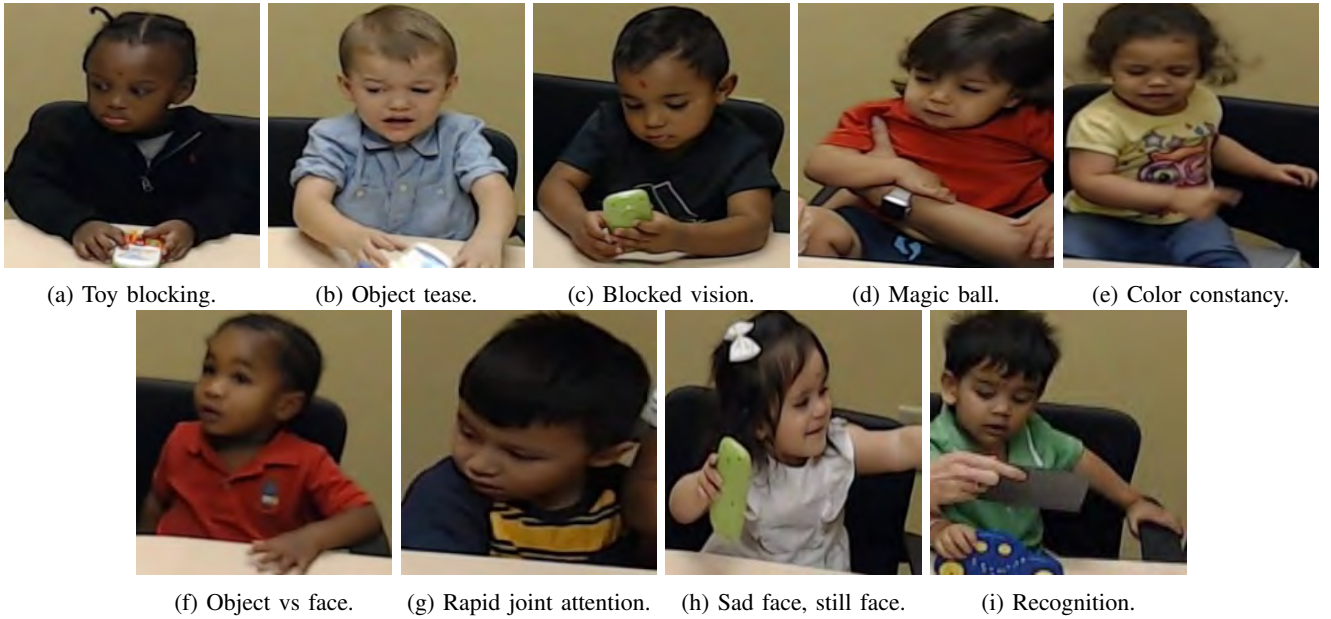 (a) Toy blocking.
(b) Object tease.
(c) Blocked vision.
(d) Magic ball.
(e) Color constancy.
(f) Object vs face.
(g) Rapid joint attention.
(h) Sad face, still face.
(i) Recognition.